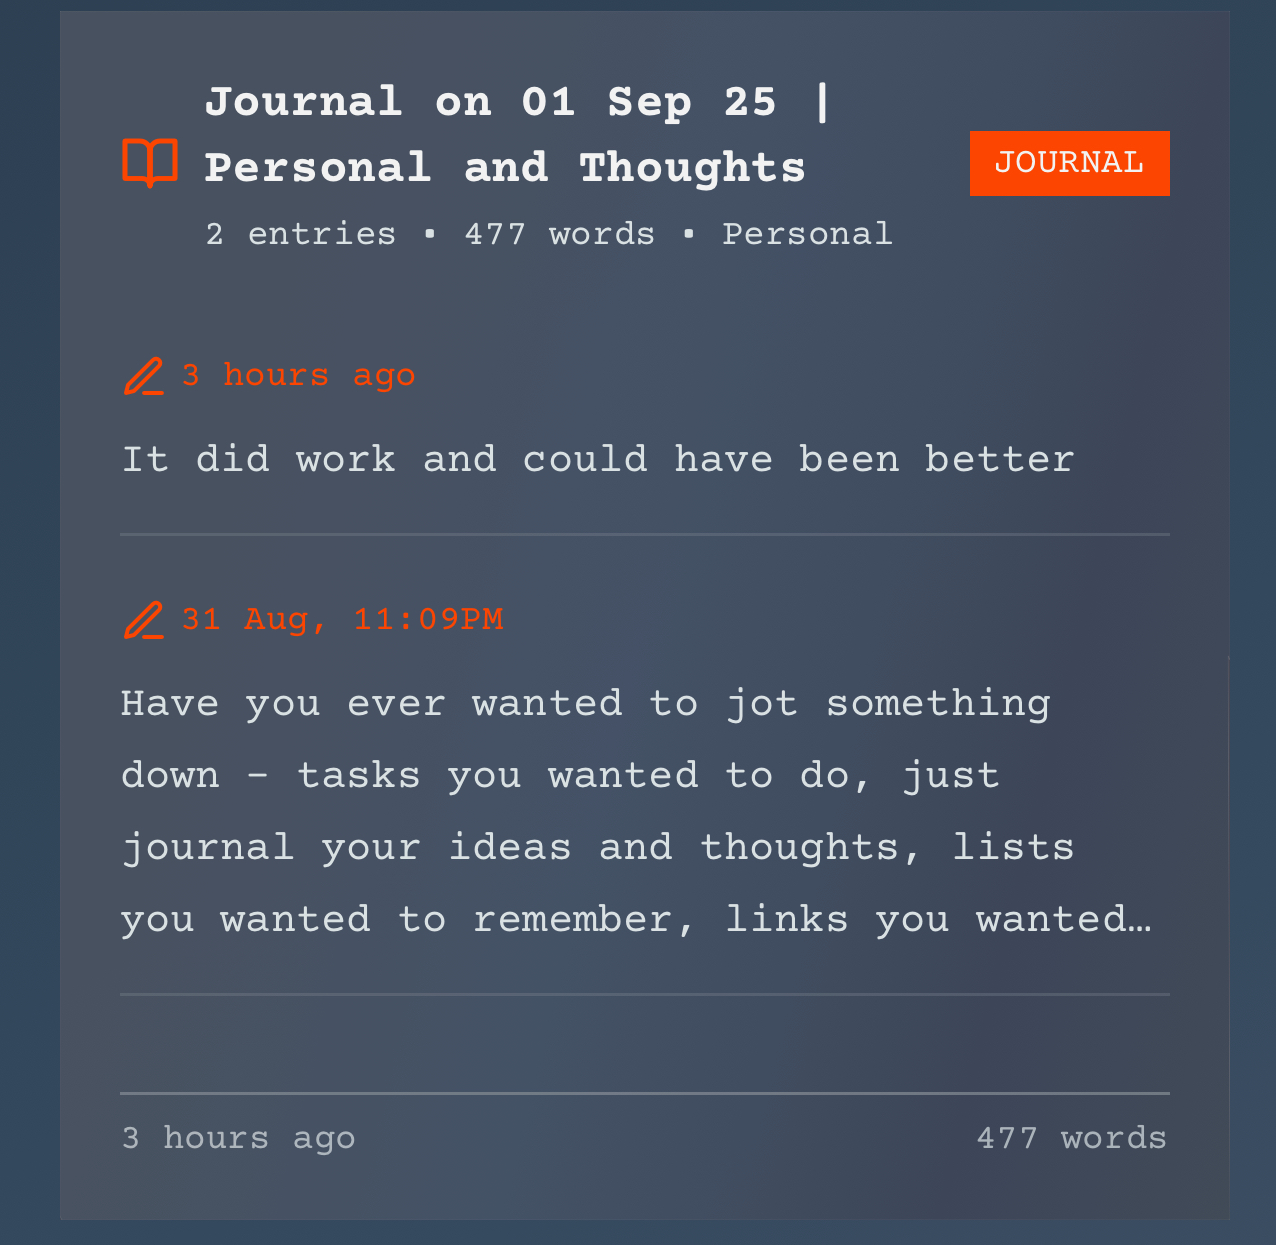 Journal on 01 Sep 25 |
Personal and Thoughts
JOURNAL
2 entries • 477 words • Personal
3 hours ago
It did work and could have been better
31 Aug, 11:09PM
Have you ever wanted to jot something
down – tasks you wanted to do, just
journal your ideas and thoughts, lists
you wanted to remember, links you wanted…
3 hours ago
477 words